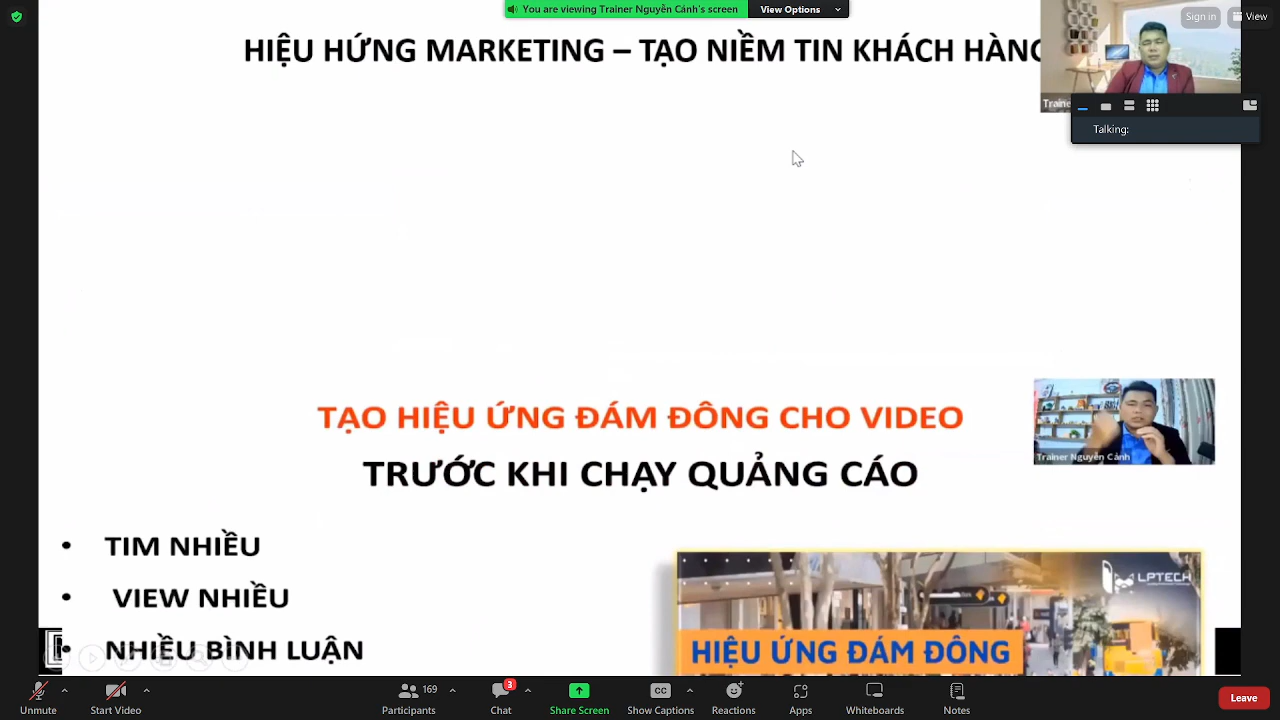 You are viewing Trainer Nguyễn Cảnh's screen
View Options
Sign in
View
HIỆU HỨNG MARKETING – TẠO NIỀM TIN KHÁCH HÀNG
Talking:
TẠO HIỆU ỨNG ĐÁM ĐÔNG CHO VIDEO
TRƯỚC KHI CHẠY QUẢNG CÁO
Trainer Nguyễn Cảnh
• TIM NHIỀU
• VIEW NHIỀU
• NHIỀU BÌNH LUẬN
LPTECH
HIỆU ỨNG ĐÁM ĐÔNG
Unmute
Start Video
169
Participants
3
Chat
Share Screen
CC
Show Captions
Reactions
Apps
Whiteboards
Notes
Leave